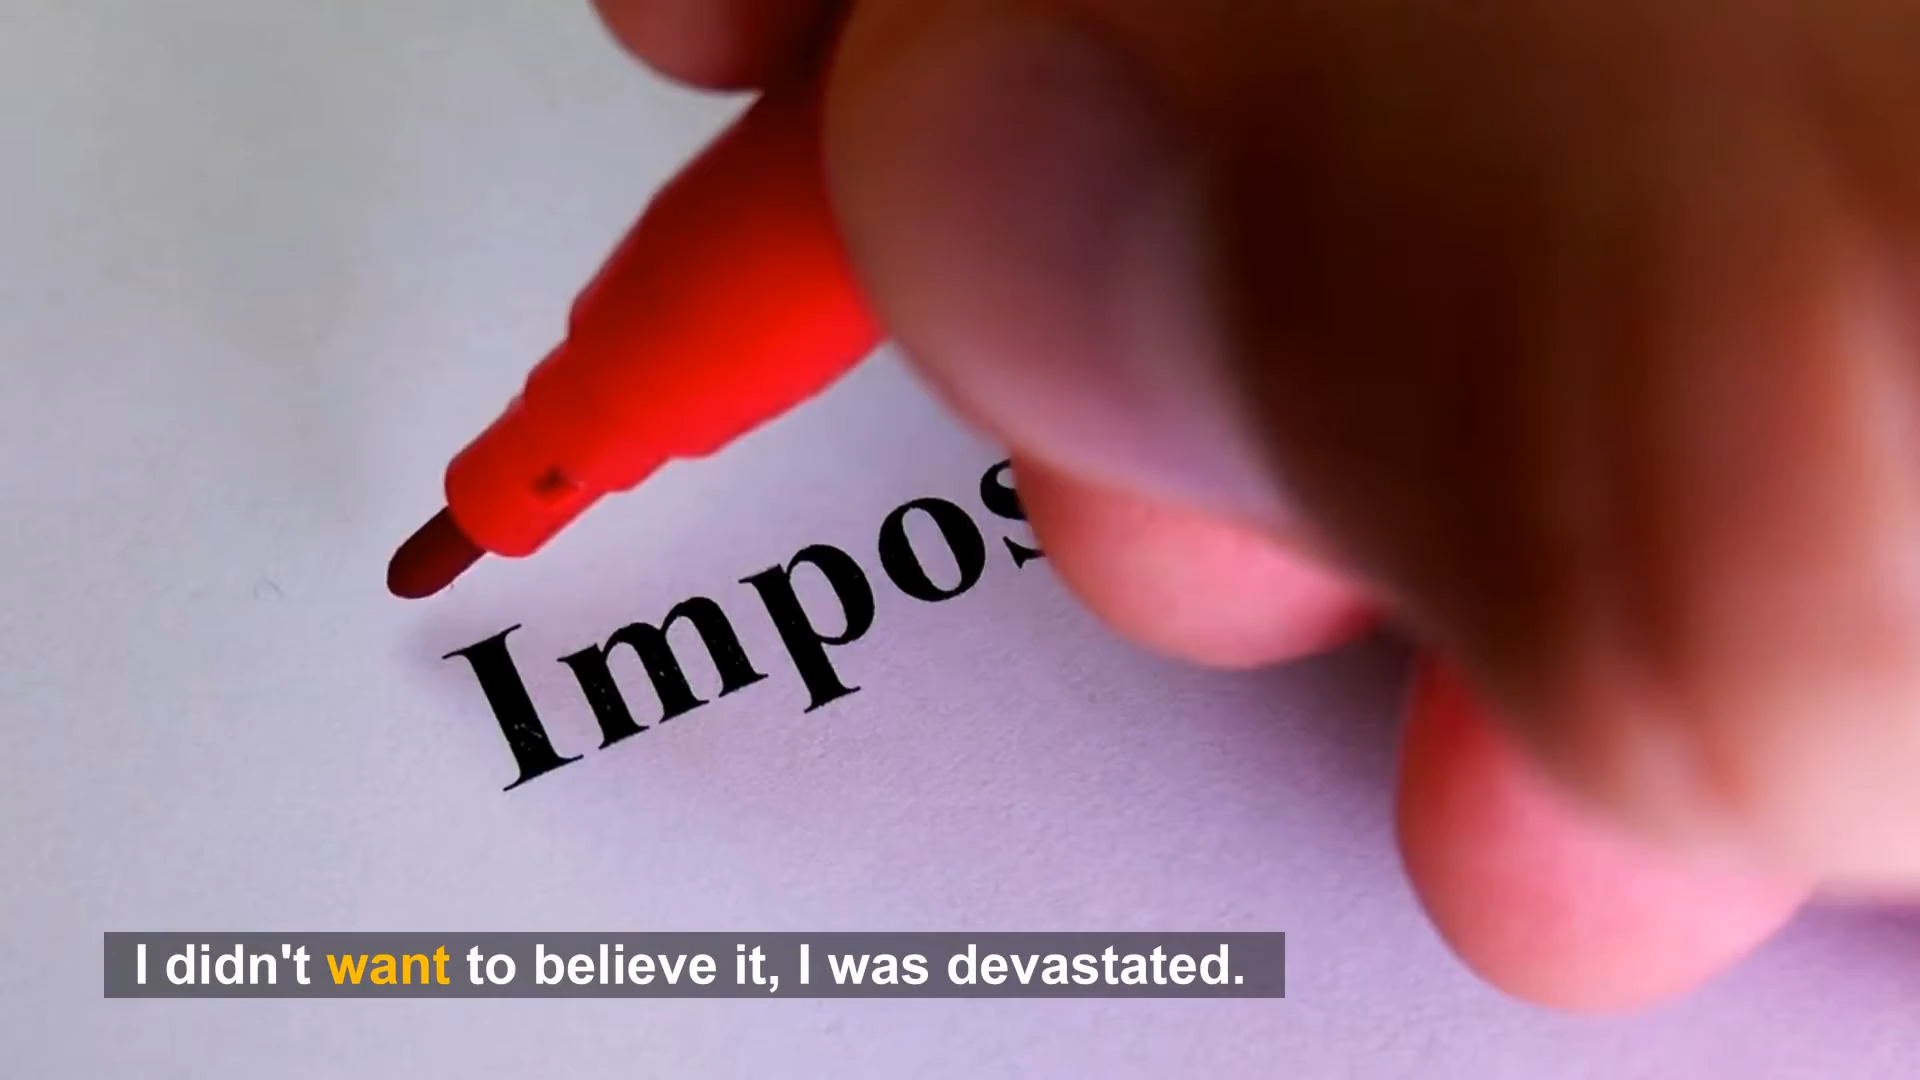 Impos
I didn't want to believe it, I was devastated.